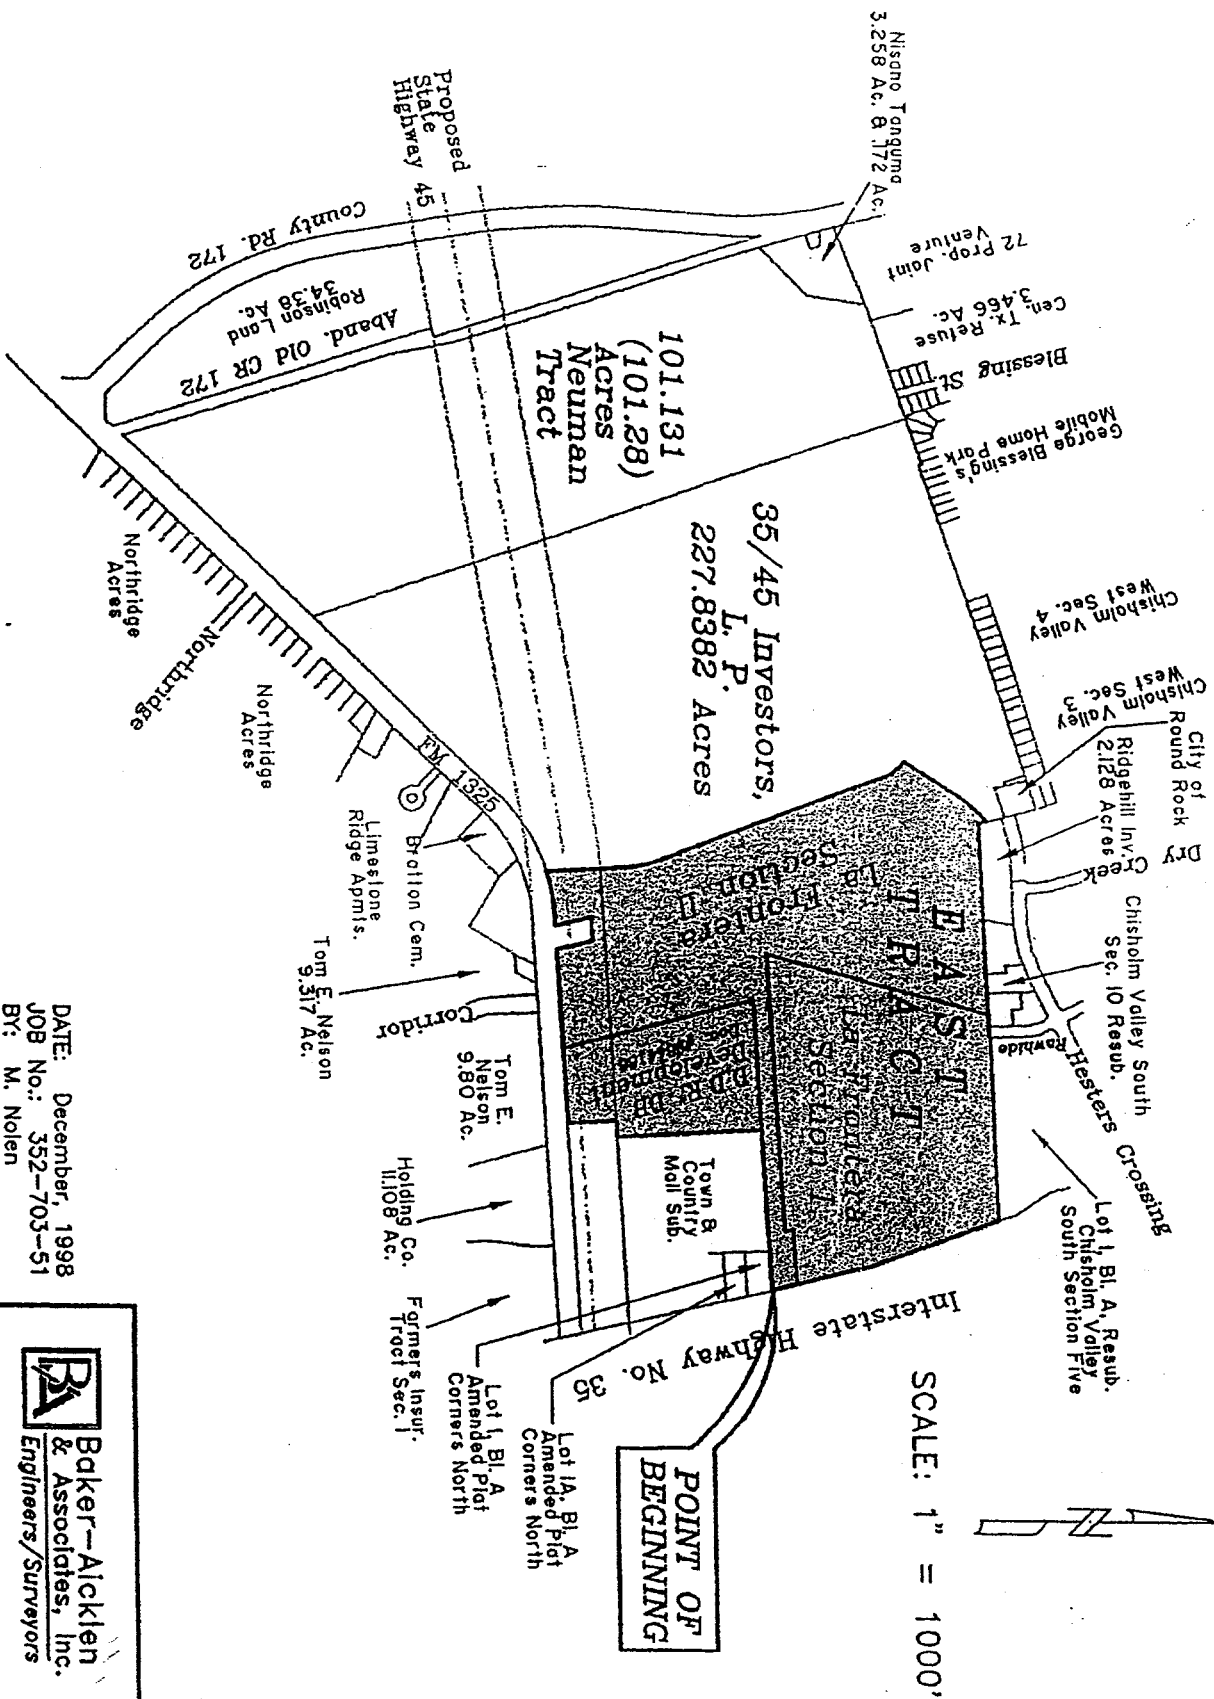 Nisano Tanguma
3.258 Ac. & .172 Ac.
72 Prop. Joint
Venture
Cen. Tx. Refuse
3.466 Ac.
Blessing St.
George Blessing's
Mobile Home Park
Chisholm Valley
West Sec. 4
Chisholm Valley
West Sec. 3
City of
Round Rock
Ridgehill Inv.
2.128 Acres
Dry Creek
Chisholm Valley South
Sec. 10 Resub.
Rawhide
Hesters Crossing
Lot 1, Bl. A, Resub.
Chisholm Valley
South Section Five
SCALE: 1" = 1000'
Proposed
State
Highway 45
County Rd. 172
Robinson Land
34.38 Ac.
Aband. Old CR 172
101.131
(101.28)
Acres
Neuman
Tract
35/45 Investors,
L. P.
227.8382 Acres
EAST
TRACT
La Frontera
Section II
La Frontera
Section I
DDR DB
Development
Town &
Country
Mall Sub.
Interstate Highway No. 35
POINT OF
BEGINNING
Northridge
Acres
Northridge
Northridge
Acres
FM 1325
Limestone
Ridge Apmts.
Bratton Cem.
Tom E. Nelson
9.317 Ac.
Corridor
Tom E.
Nelson
9.80 Ac.
Holding Co.
11.108 Ac.
Farmers Insur.
Tract Sec. 1
Lot 1, Bl. A
Amended Plat
Corners North
Lot 1A, Bl. A
Amended Plat
Corners North
DATE: December, 1998
JOB No.: 352-703-51
BY: M. Nolen
BA
Baker-Aicklen
& Associates, Inc.
Engineers/Surveyors